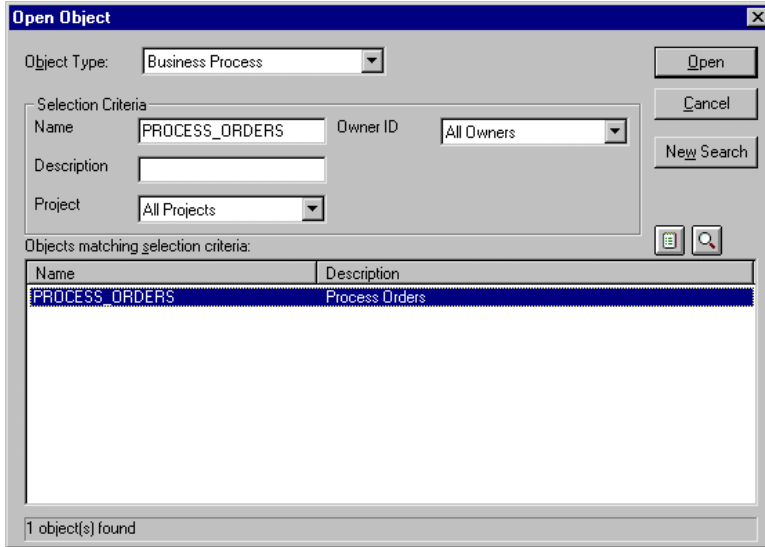 Open Object
Object Type: Business Process Open
Selection Criteria Cancel
Name PROCESS_ORDERS Owner ID All Owners
New Search
Description
Project All Projects
Objects matching selection criteria:
Name Description
PROCESS_ORDERS Process Orders
1 object(s) found